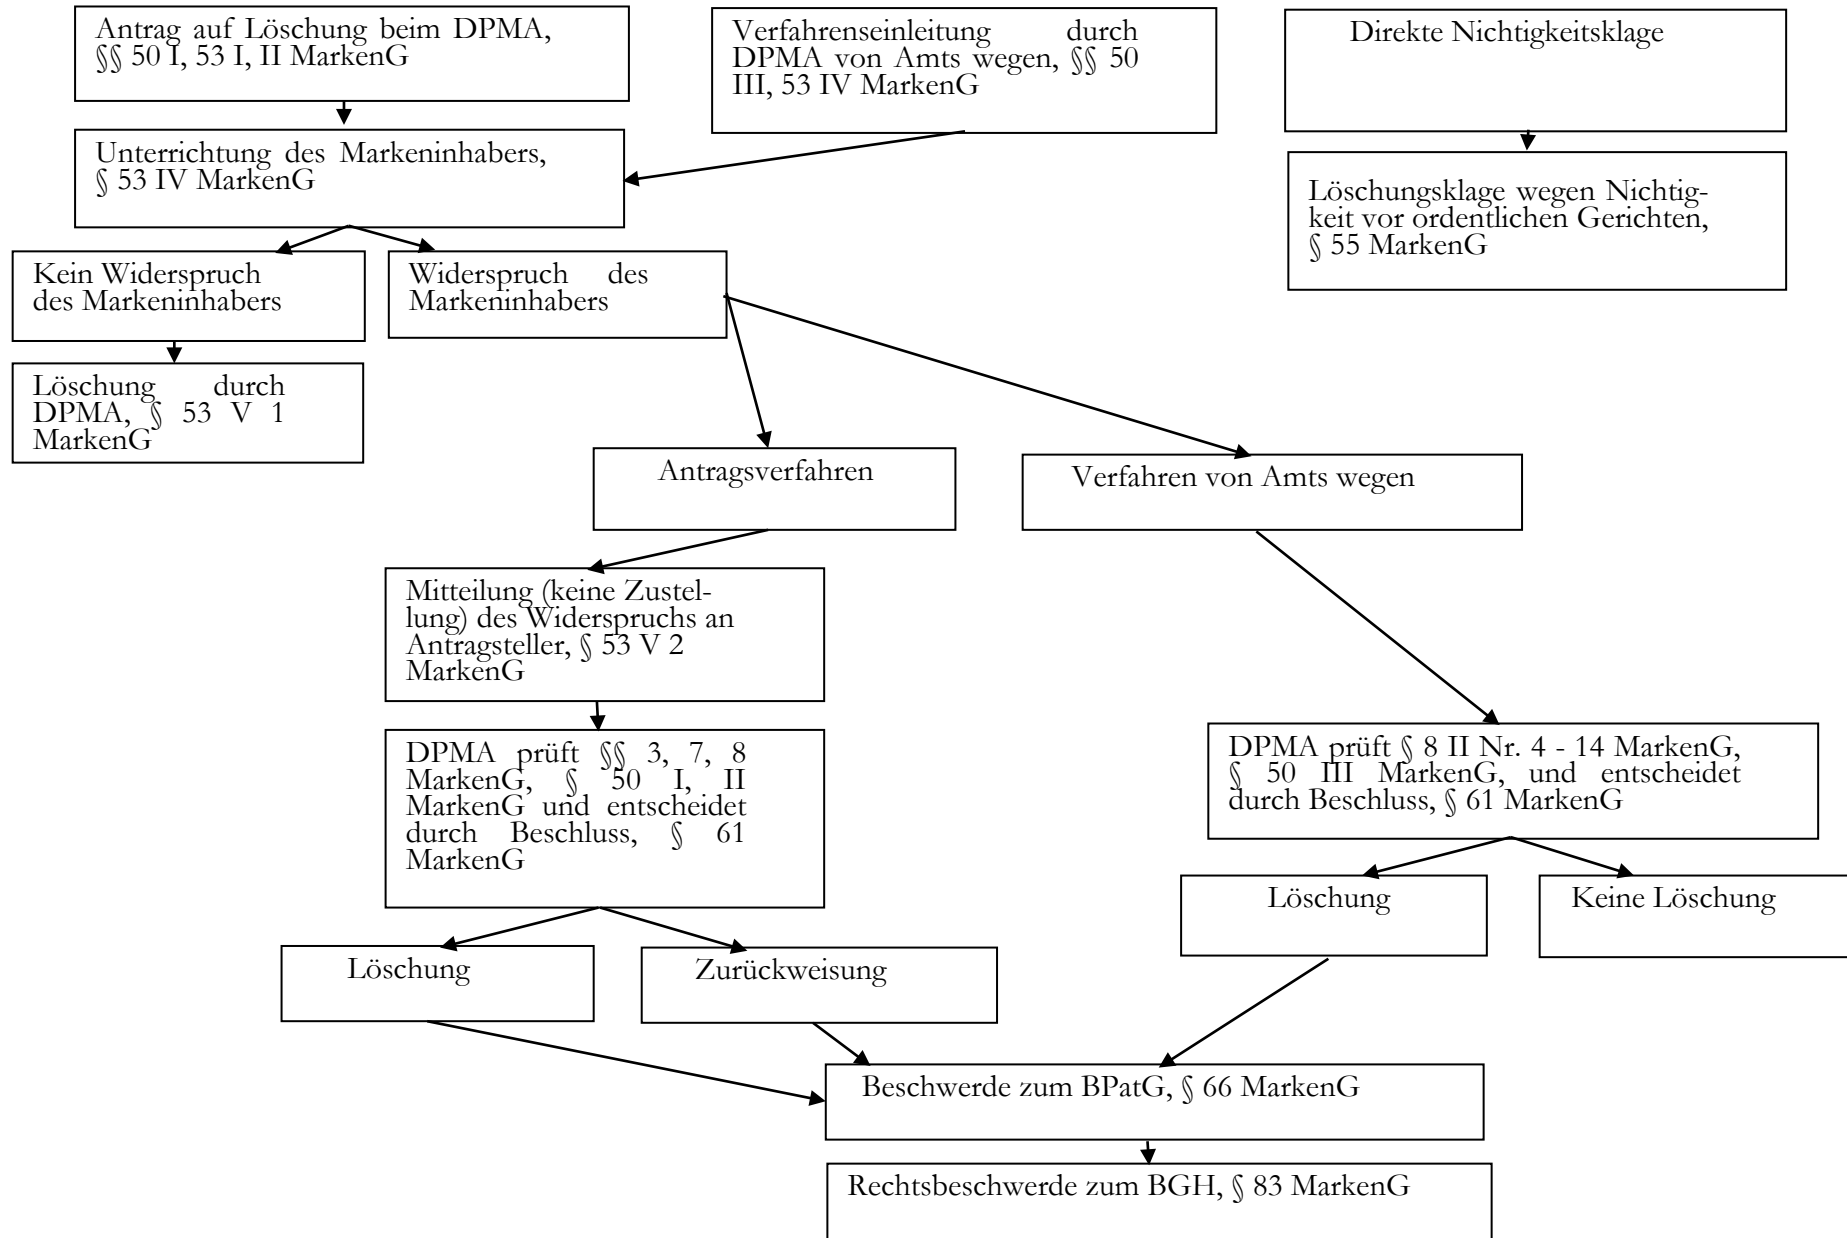 Antrag auf Löschung beim DPMA,
§§ 50 I, 53 I, II MarkenG
Verfahrenseinleitung durch
DPMA von Amts wegen, §§ 50
III, 53 IV MarkenG
Direkte Nichtigkeitsklage
Unterrichtung des Markeninhabers,
§ 53 IV MarkenG
Löschungsklage wegen Nichtig-
keit vor ordentlichen Gerichten,
§ 55 MarkenG
Kein Widerspruch
des Markeninhabers
Widerspruch des
Markeninhabers
Löschung durch
DPMA, § 53 V 1
MarkenG
Antragsverfahren
Verfahren von Amts wegen
Mitteilung (keine Zustel-
lung) des Widerspruchs an
Antragsteller, § 53 V 2
MarkenG
DPMA prüft §§ 3, 7, 8
MarkenG, § 50 I, II
MarkenG und entscheidet
durch Beschluss, § 61
MarkenG
DPMA prüft § 8 II Nr. 4 - 14 MarkenG,
§ 50 III MarkenG, und entscheidet
durch Beschluss, § 61 MarkenG
Löschung
Keine Löschung
Löschung
Zurückweisung
Beschwerde zum BPatG, § 66 MarkenG
Rechtsbeschwerde zum BGH, § 83 MarkenG